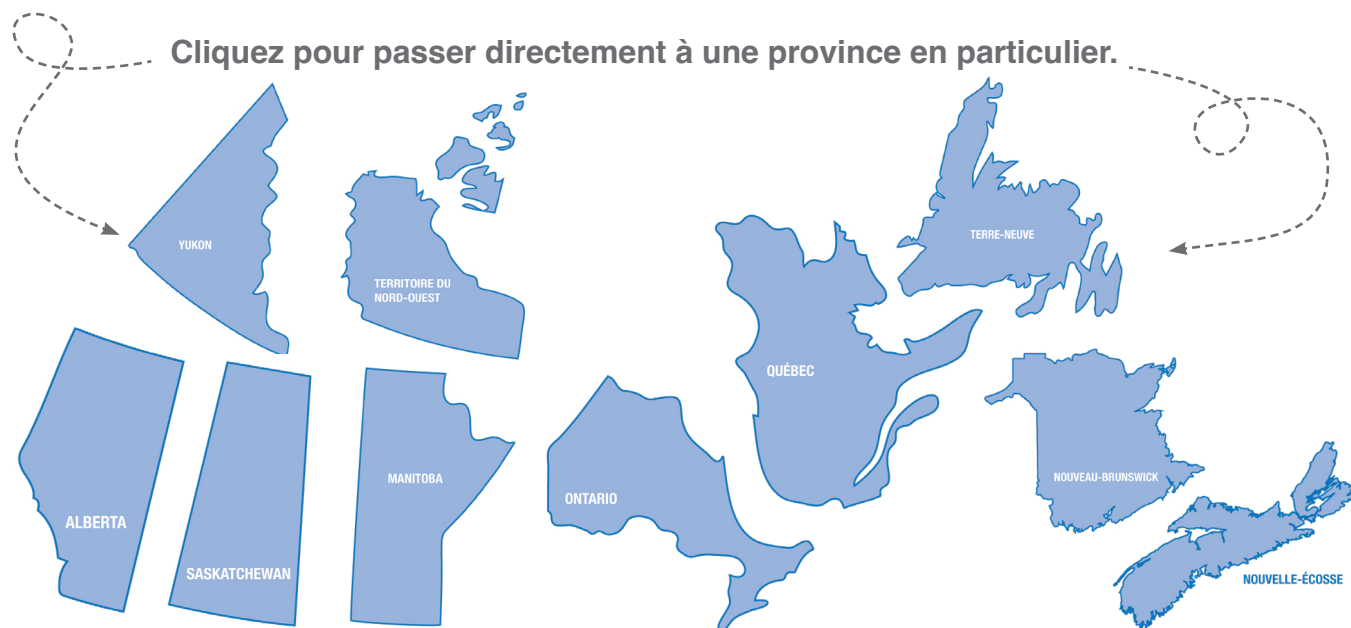 Cliquez pour passer directement à une province en particulier.
YUKON
TERRITOIRE DU
NORD-OUEST
TERRE-NEUVE
QUÉBEC
ALBERTA
SASKATCHEWAN
MANITOBA
ONTARIO
NOUVEAU-BRUNSWICK
NOUVELLE-ÉCOSSE